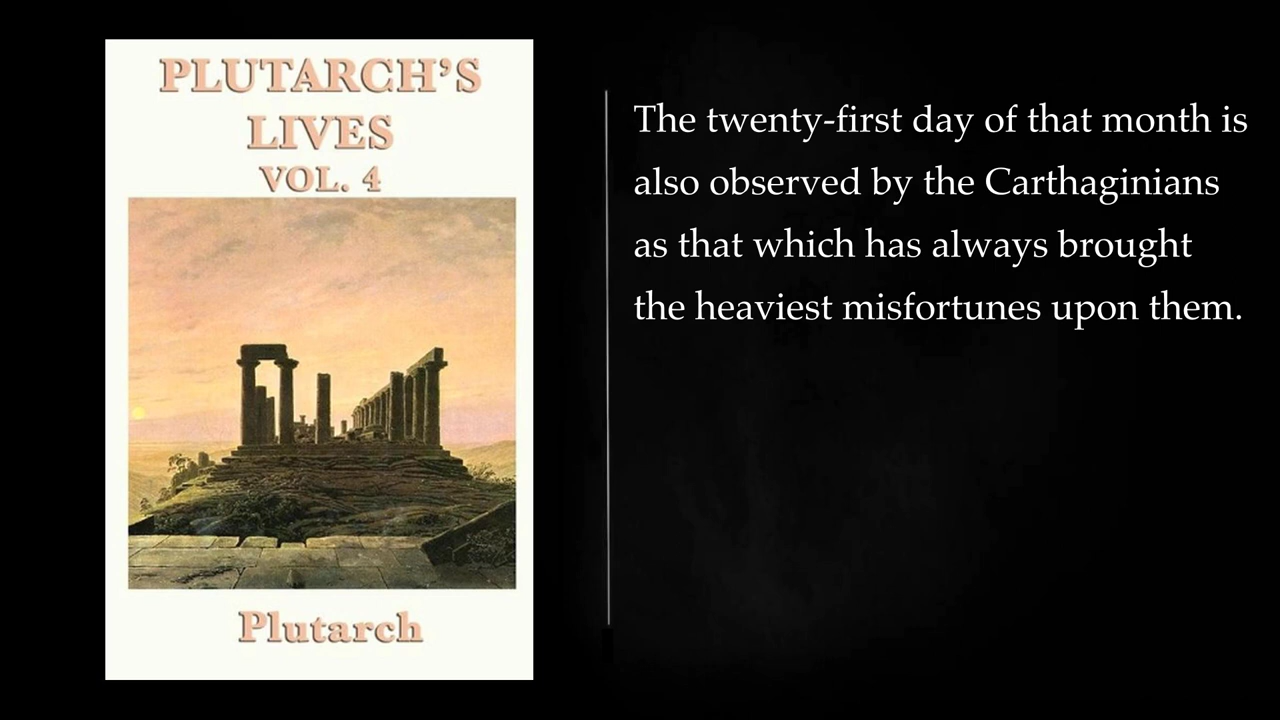 PLUTARCH'S
LIVES
VOL. 4
Plutarch
The twenty-first day of that month is
also observed by the Carthaginians
as that which has always brought
the heaviest misfortunes upon them.